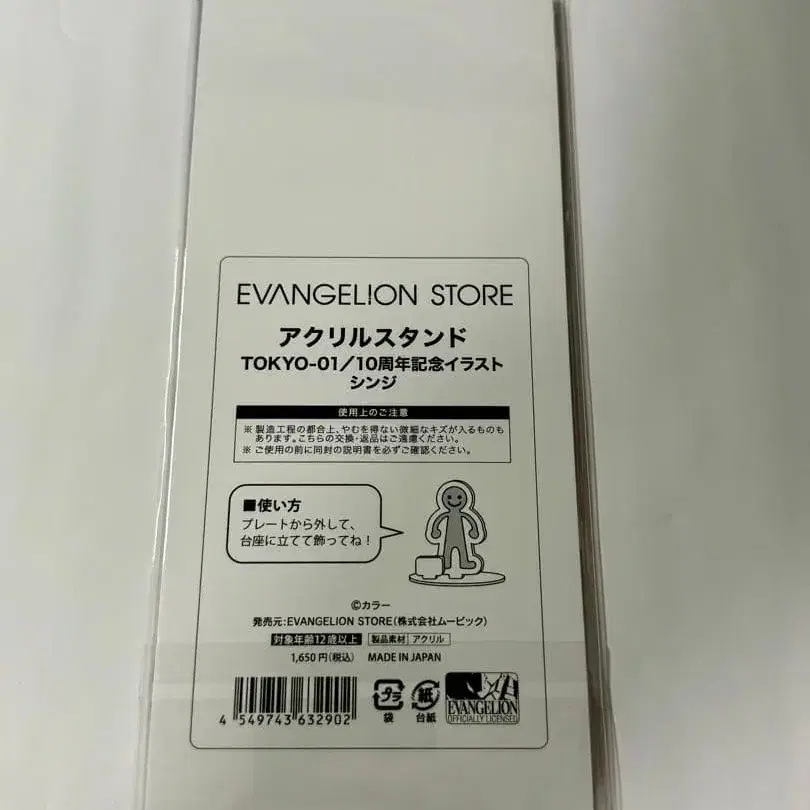 EVANGELION STORE
アクリルスタンド
TOKYO-01／10周年記念イラスト
シンジ
使用上のご注意
※ 製造工程の都合上、やむを得ない微細なキズが入るものも
あります。こちらの交換・返品はご遠慮ください。
※ ご使用の前に同封の説明書を必ずご確認ください。
■使い方
プレートから外して、
台座に立てて飾ってね！
©カラー
発売元:EVANGELION STORE(株式会社ムービック)
対象年齢12歳以上 製品素材 アクリル
1,650円(税込) MADE IN JAPAN
4 549743 632902
プラ 紙
袋 台紙
EVANGELION
OFFICIALLY LICENSED